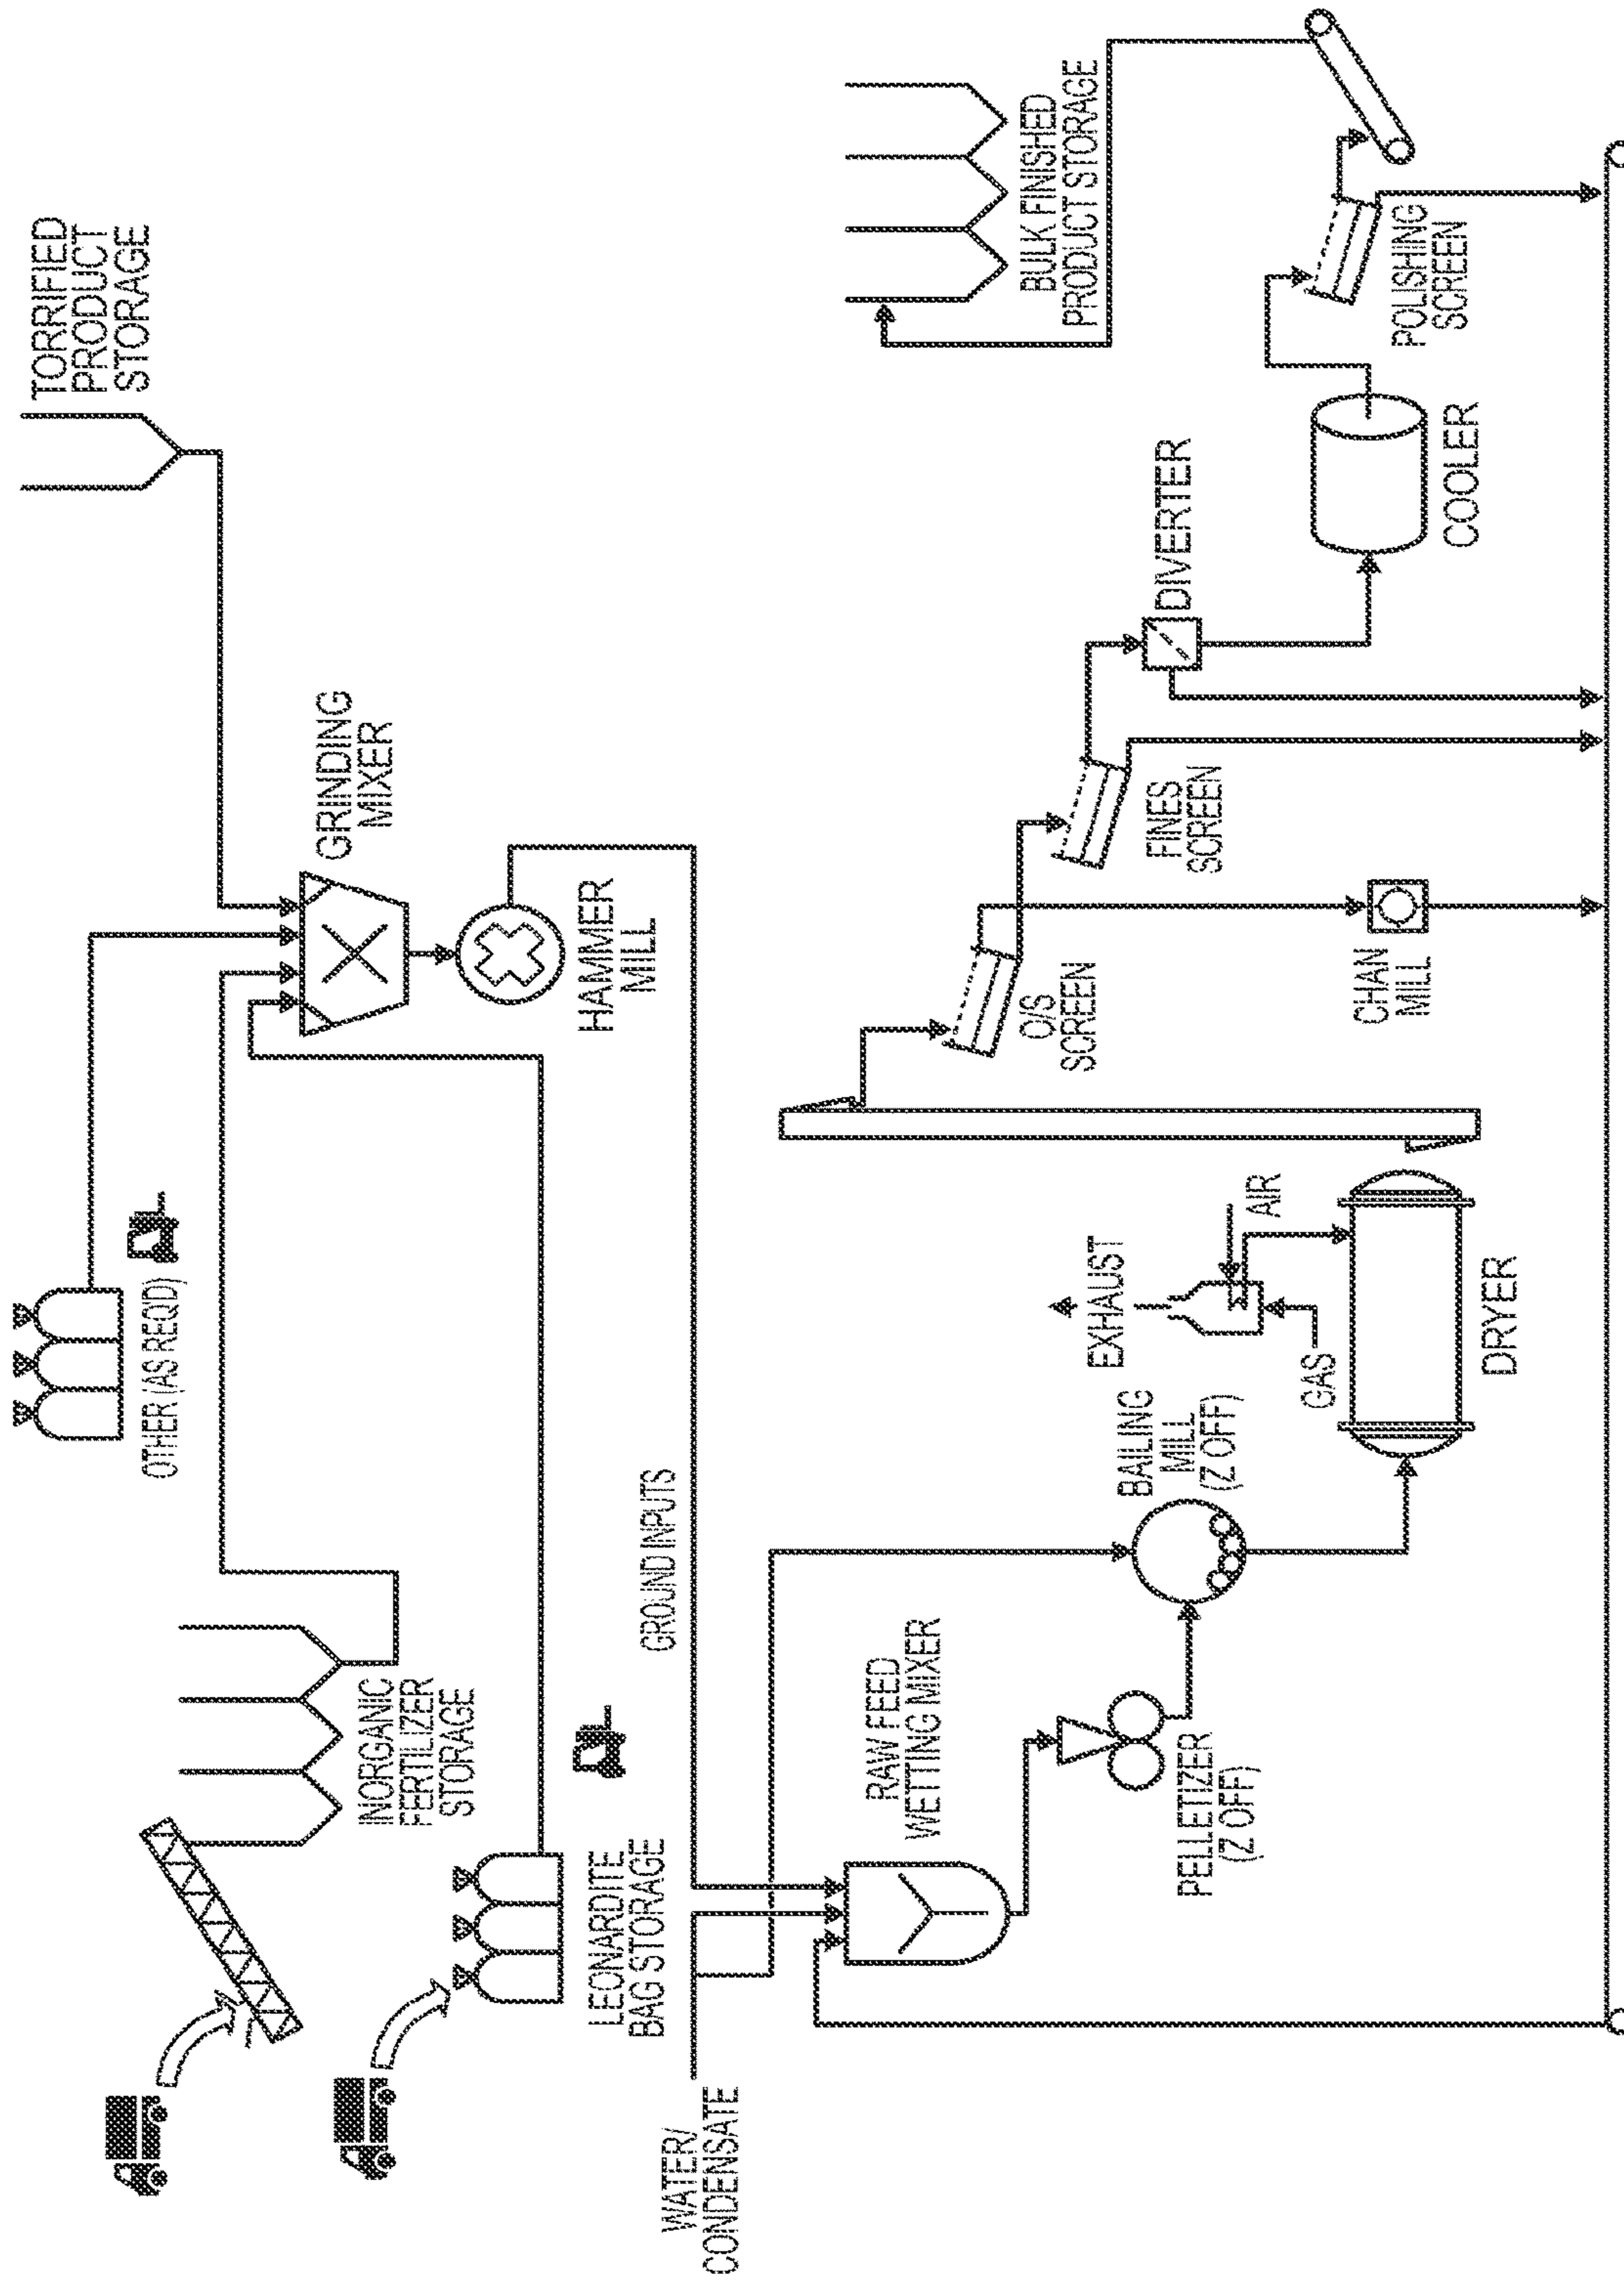 TORRIFIED
PRODUCT
STORAGE
OTHER (AS REQ'D)
INORGANIC
FERTILIZER
STORAGE
GRINDING
MIXER
HAMMER
MILL
LEONARDITE
BAG STORAGE
GROUND INPUTS
WATER/
CONDENSATE
RAW FEED
WETTING MIXER
PELLETIZER
(Z OFF)
BAILING
MILL
(Z OFF)
EXHAUST
AIR
GAS
DRYER
O/S
SCREEN
CHAN
MILL
FINES
SCREEN
DIVERTER
COOLER
POLISHING
SCREEN
BULK FINISHED
PRODUCT STORAGE